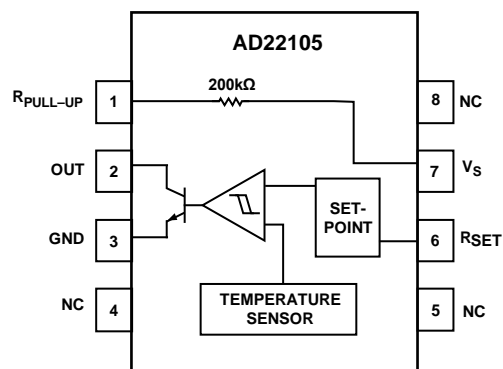 AD22105
200kΩ
RPULL–UP
1
8
NC
OUT
2
7
VS
SET-
POINT
GND
3
6
RSET
NC
4
TEMPERATURE
SENSOR
5
NC